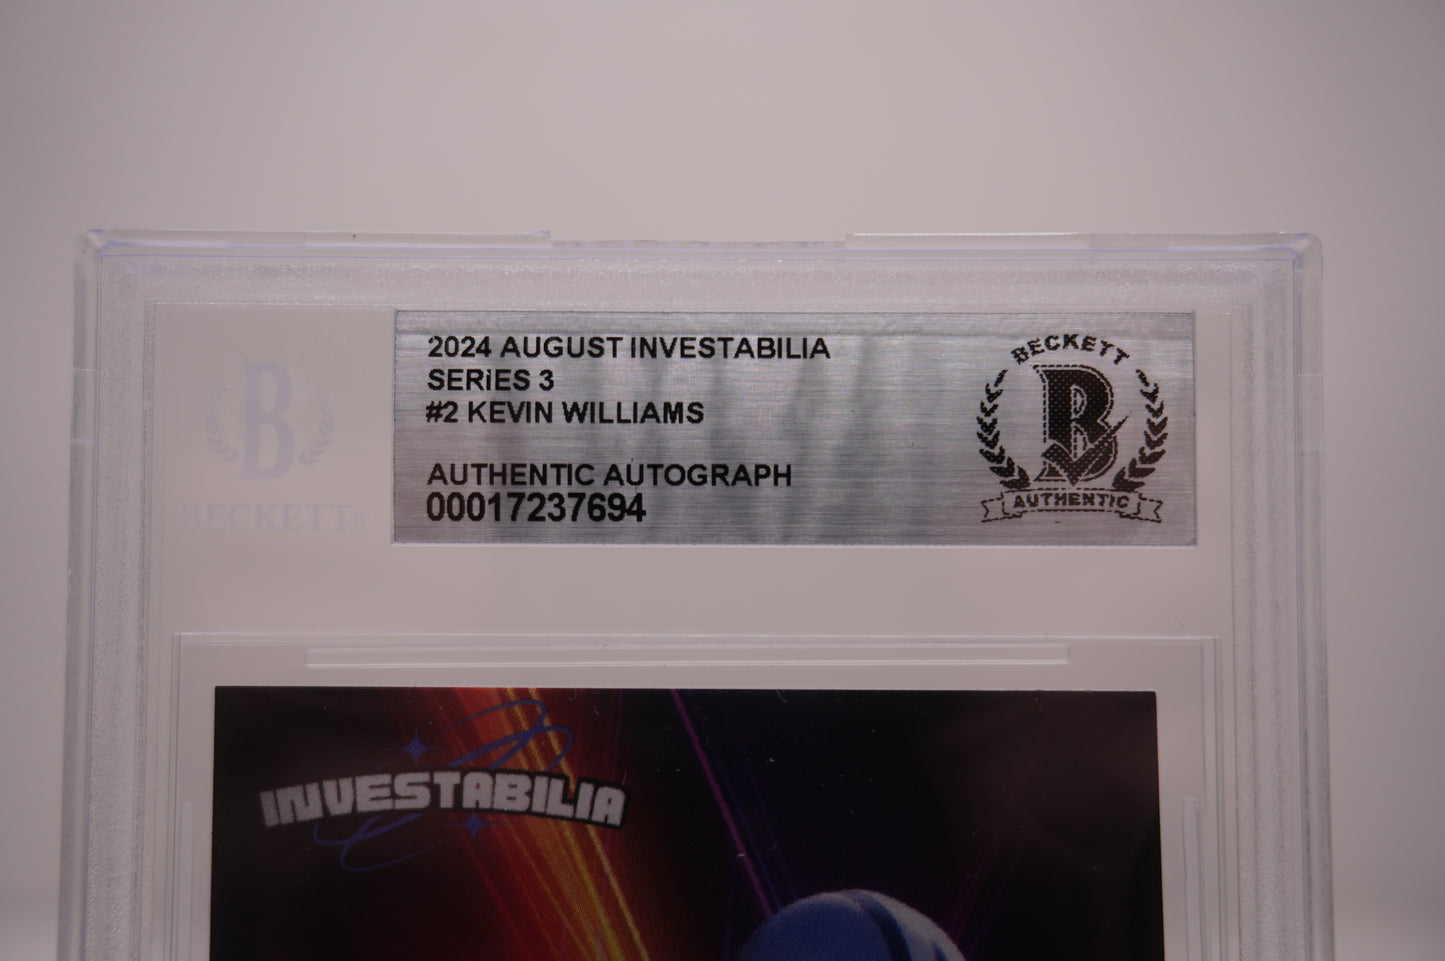 2024 AUGUST INVESTABILIA
SERIES 3
#2 KEVIN WILLIAMS
AUTHENTIC AUTOGRAPH
00017237694
BECKETT
B
AUTHENTIC
B
BECKETT®
INVESTABILIA